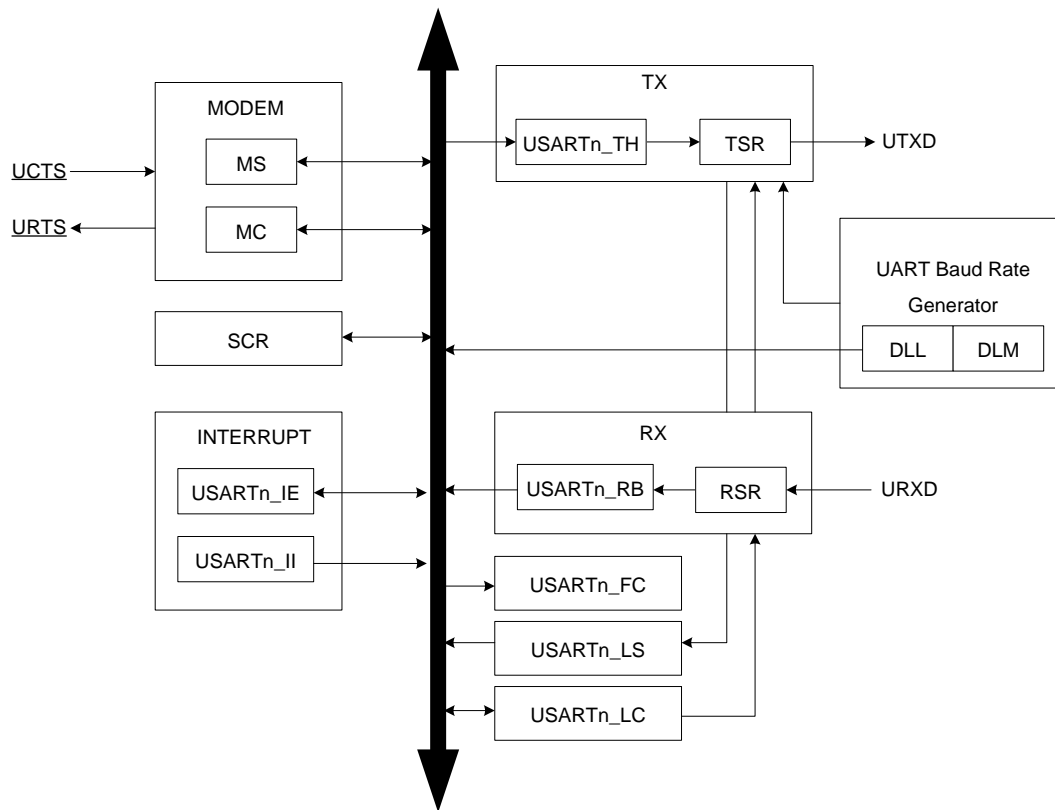 MODEM
MS
MC
UCTS
URTS
SCR
INTERRUPT
USARTn_IE
USARTn_II
TX
USARTn_TH
TSR
UTXD
UART Baud Rate
Generator
DLL
DLM
RX
USARTn_RB
RSR
URXD
USARTn_FC
USARTn_LS
USARTn_LC